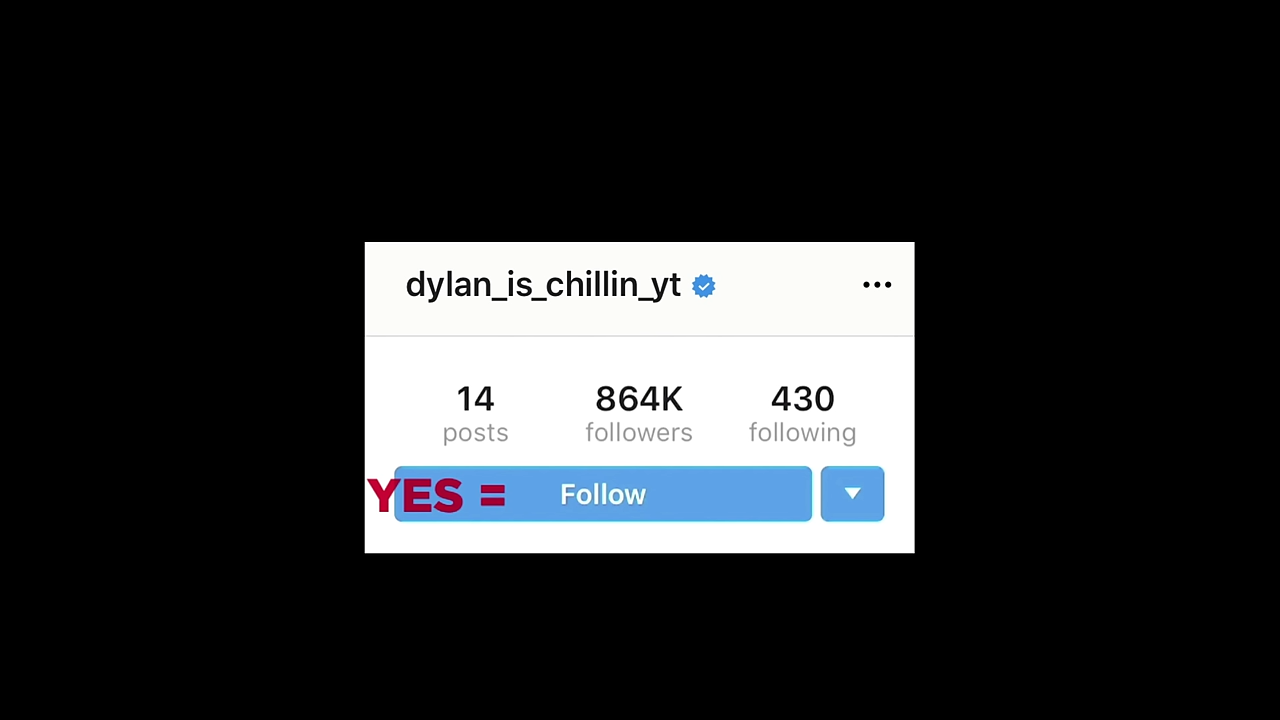 dylan_is_chillin_yt
14 864K 430
posts followers following
YES = Follow